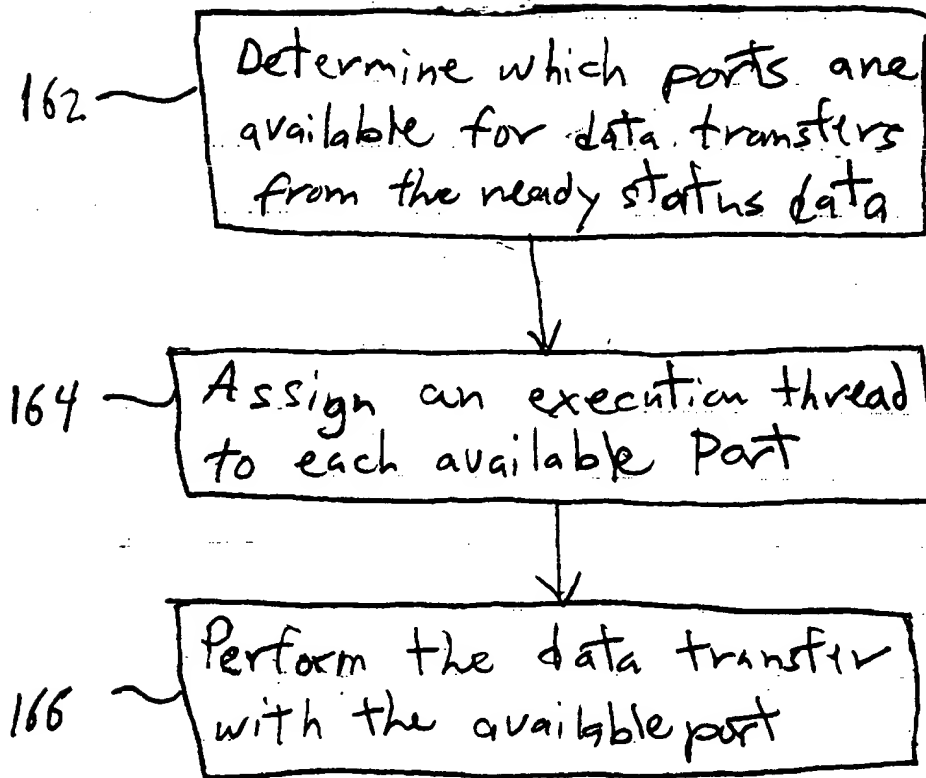 162
Determine which ports are
available for data transfers
from the ready status data
164
Assign an execution thread
to each available Port
166
Perform the data transfer
with the available port